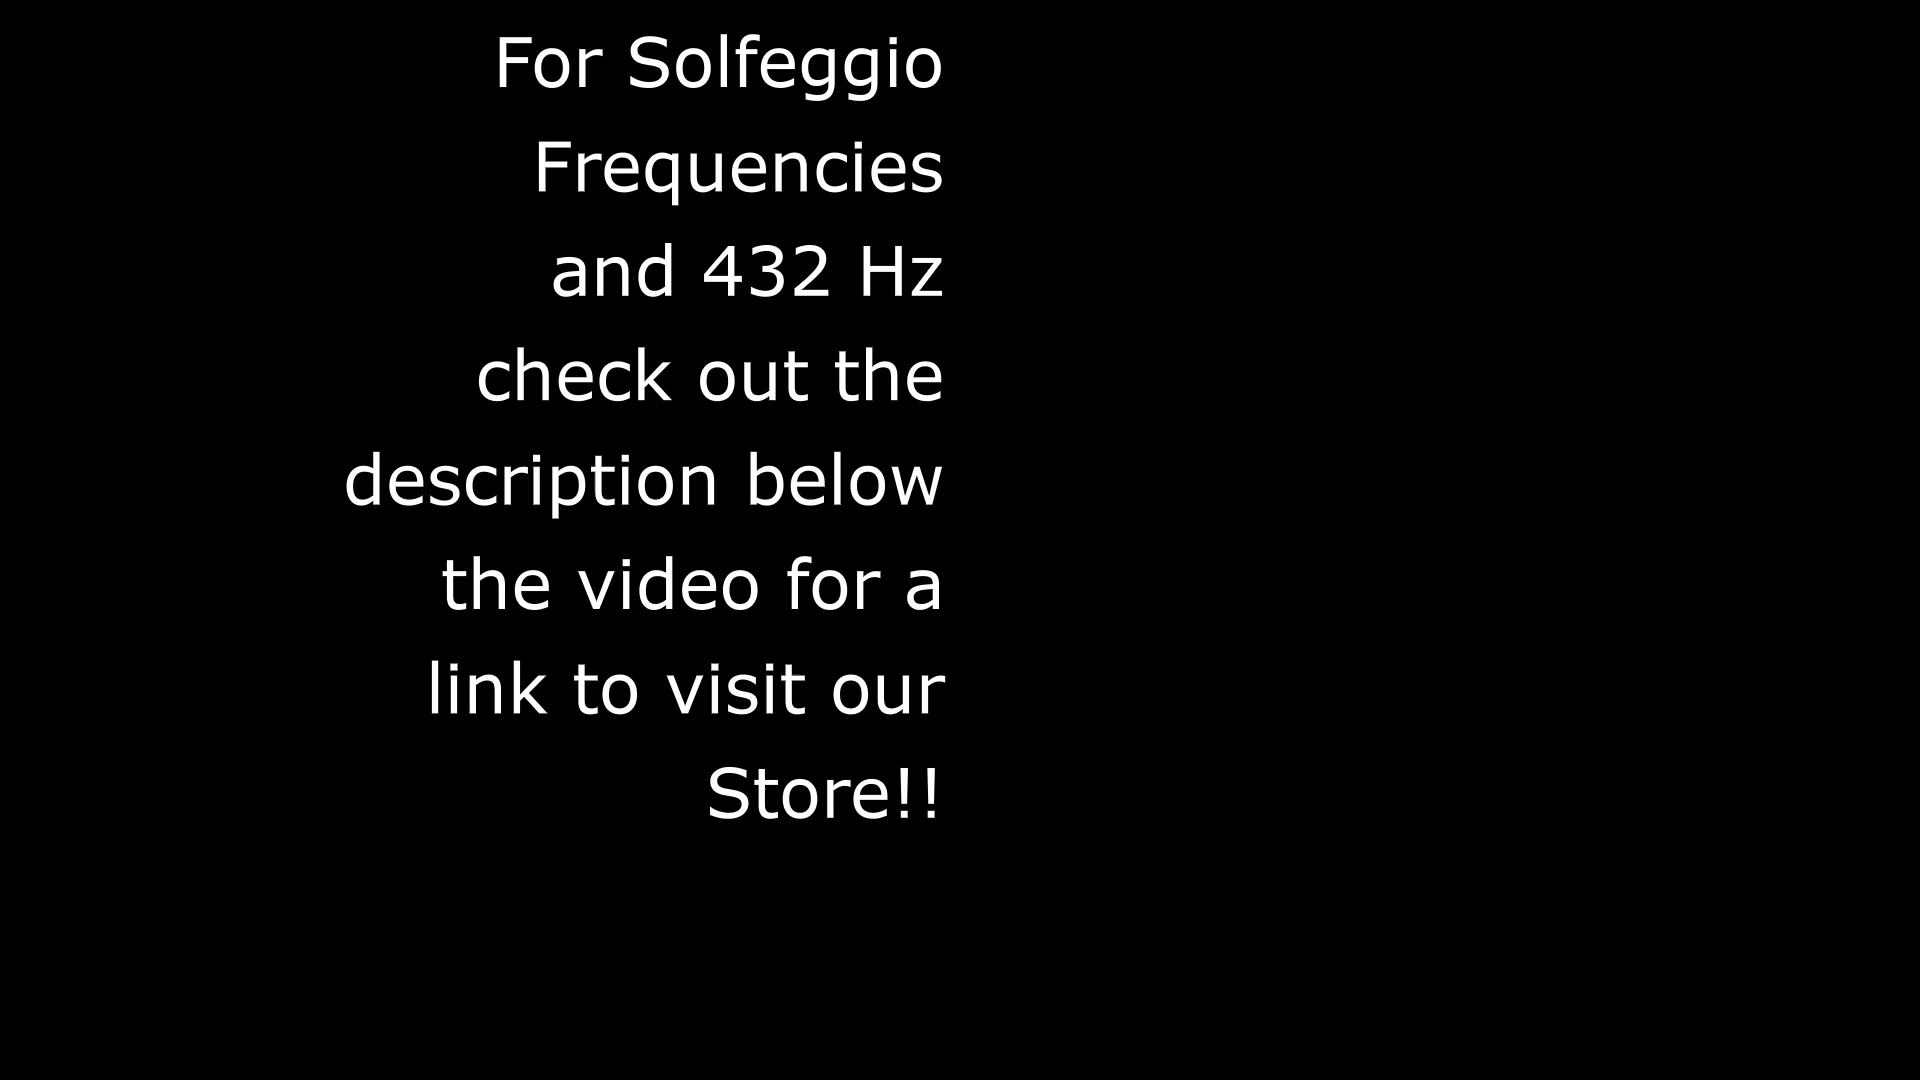 For Solfeggio
Frequencies
and 432 Hz
check out the
description below
the video for a
link to visit our
Store!!